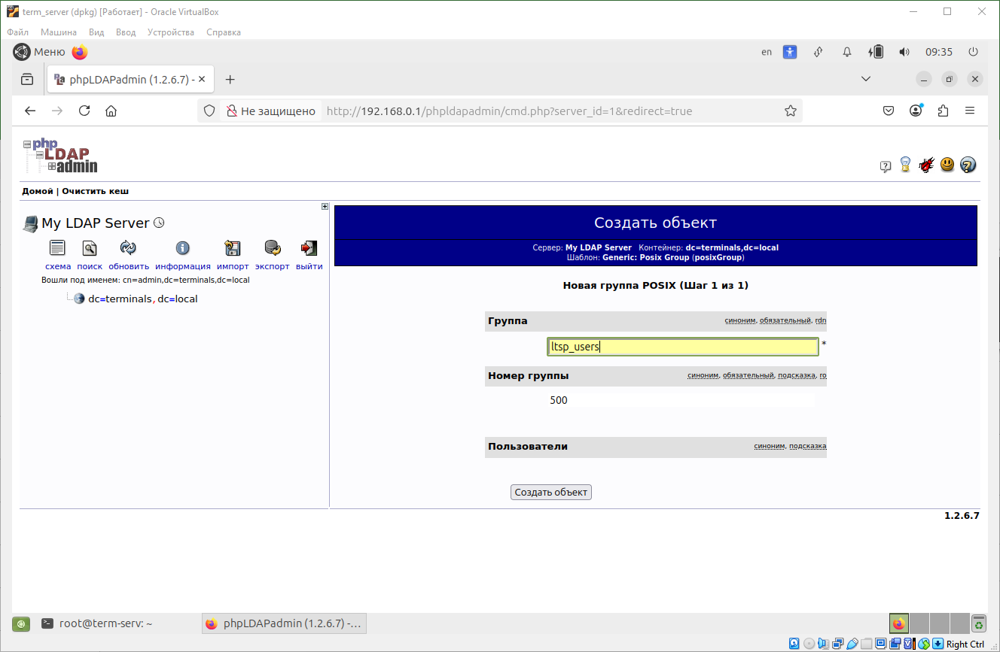 term_server (dpkg) [Работает] - Oracle VirtualBox
Файл Машина Вид Ввод Устройства Справка
Меню en 09:35
phpLDAPadmin (1.2.6.7) -
Не защищено http://192.168.0.1/phpldapadmin/cmd.php?server_id=1&redirect=true
php
LDAP
admin
Домой | Очистить кеш
My LDAP Server
схема поиск обновить информация импорт экспорт выйти
Вошли под именем: cn=admin,dc=terminals,dc=local
dc=terminals,dc=local
Создать объект
Сервер: My LDAP Server Контейнер: dc=terminals,dc=local
Шаблон: Generic: Posix Group (posixGroup)
Новая группа POSIX (Шаг 1 из 1)
Группа синоним, обязательный, rdn
ltsp_users *
Номер группы синоним, обязательный, подсказка, ro
500
Пользователи синоним, подсказка
Создать объект
1.2.6.7
root@term-serv: ~ phpLDAPadmin (1.2.6.7) -...
Right Ctrl